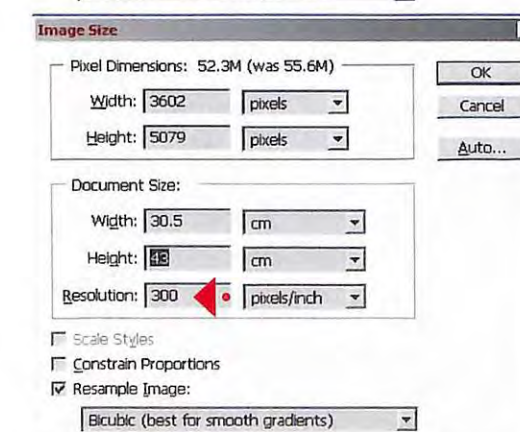 Image Size
Pixel Dimensions: 52.3M (was 55.6M)
OK
Width: 3602 pixels
Cancel
Height: 5079 pixels
Auto...
Document Size:
Width: 30.5 cm
Height: 43 cm
Resolution: 300 pixels/inch
Scale Styles
Constrain Proportions
Resample Image:
Bicubic (best for smooth gradients)